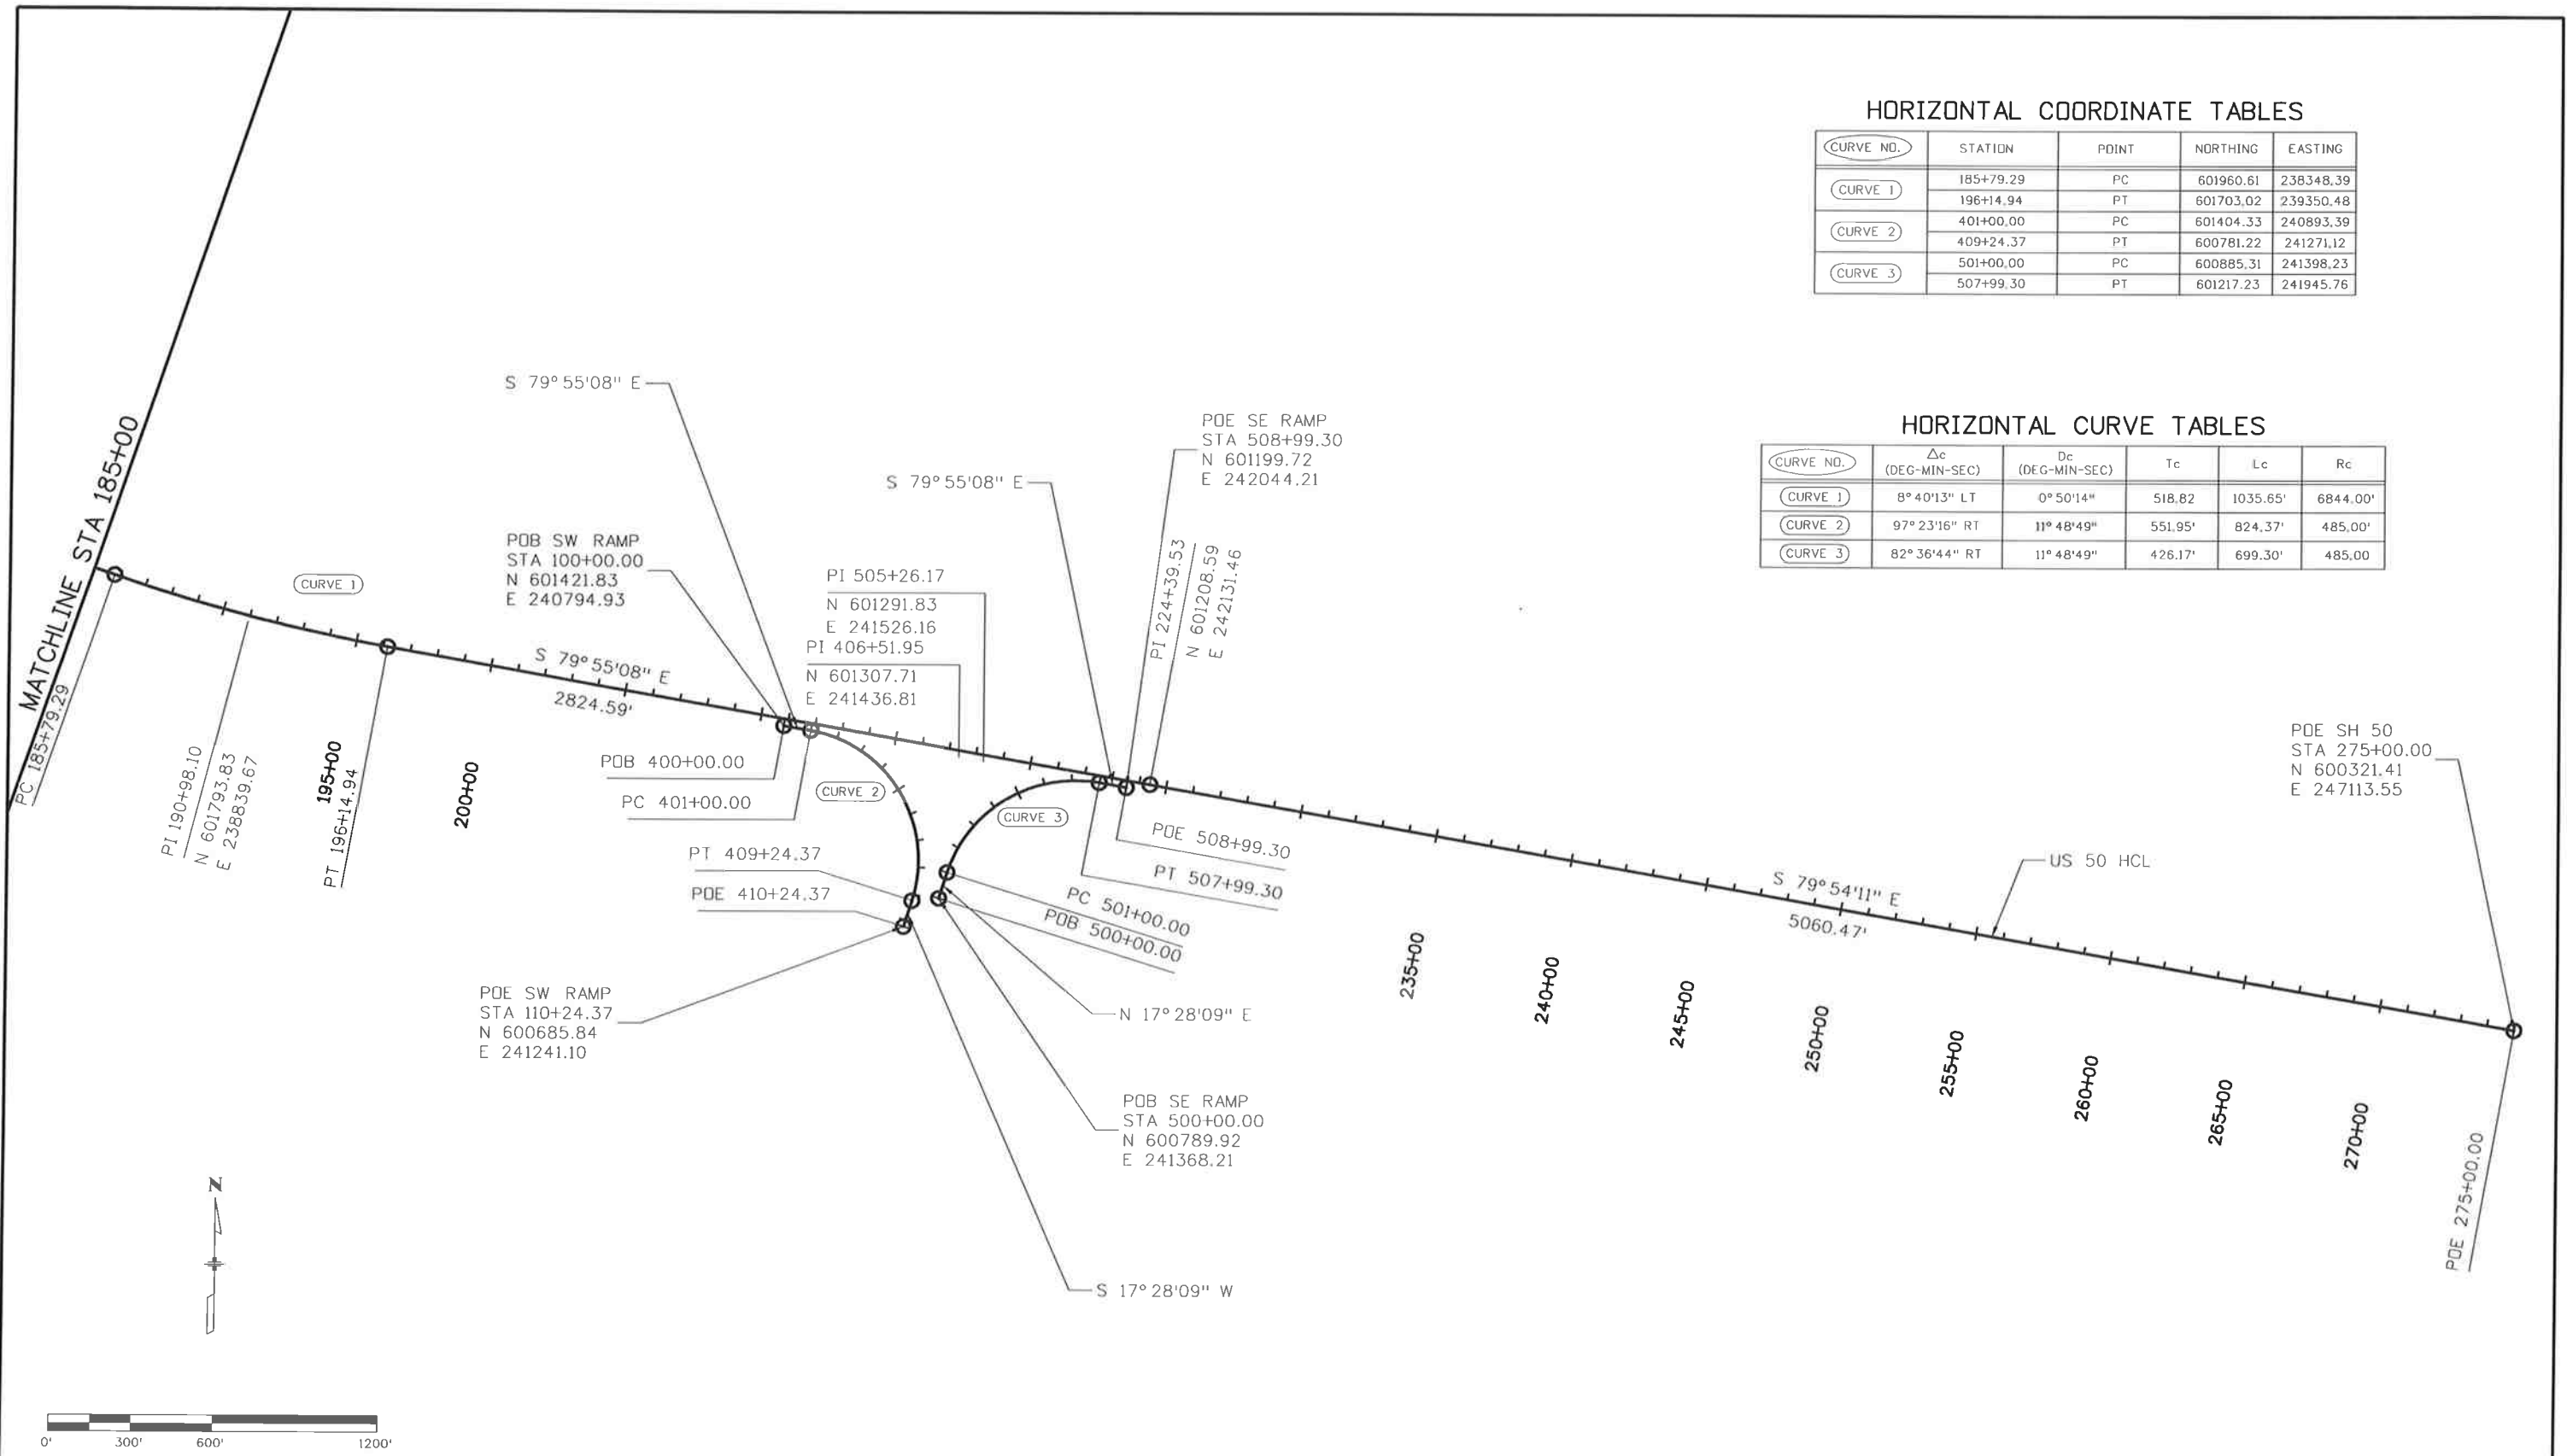 HORIZONTAL COORDINATE TABLES
CURVE NO. STATION POINT NORTHING EASTING
CURVE 1 185+79.29 PC 601960.61 238348.39
196+14.94 PT 601703.02 239350.48
CURVE 2 401+00.00 PC 601404.33 240893.39
409+24.37 PT 600781.22 241271.12
CURVE 3 501+00.00 PC 600885.31 241398.23
507+99.30 PT 601217.23 241945.76
HORIZONTAL CURVE TABLES
CURVE NO. Δc (DEG-MIN-SEC) Dc (DEG-MIN-SEC) Tc Lc Rc
CURVE 1 8°40'13" LT 0°50'14" 518.82 1035.65' 6844.00'
CURVE 2 97°23'16" RT 11°48'49" 551.95' 824.37' 485.00'
CURVE 3 82°36'44" RT 11°48'49" 426.17' 699.30' 485.00
MATCHLINE STA 185+00
PC 185+79.29
CURVE 1
PI 190+98.10
N 601793.83
E 238839.67
195+00
PT 196+14.94
200+00
S 79°55'08" E
2824.59'
S 79°55'08" E
POB SW RAMP
STA 100+00.00
N 601421.83
E 240794.93
PI 505+26.17
N 601291.83
E 241526.16
PI 406+51.95
N 601307.71
E 241436.81
POB 400+00.00
PC 401+00.00
CURVE 2
PT 409+24.37
POE 410+24.37
POE SW RAMP
STA 110+24.37
N 600685.84
E 241241.10
S 79°55'08" E
POE SE RAMP
STA 508+99.30
N 601199.72
E 242044.21
PI 224+39.53
N 601208.59
E 242131.46
CURVE 3
POE 508+99.30
PT 507+99.30
PC 501+00.00
POB 500+00.00
N 17°28'09" E
POB SE RAMP
STA 500+00.00
N 600789.92
E 241368.21
S 17°28'09" W
S 79°54'11" E
5060.47'
US 50 HCL
POE SH 50
STA 275+00.00
N 600321.41
E 247113.55
235+00
240+00
245+00
250+00
255+00
260+00
265+00
270+00
POE 275+00.00
N
0' 300' 600' 1200'